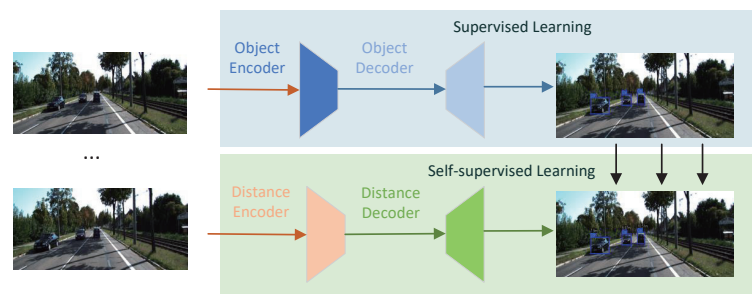 Supervised Learning
Object
Encoder
Object
Decoder
...
Self-supervised Learning
Distance
Encoder
Distance
Decoder